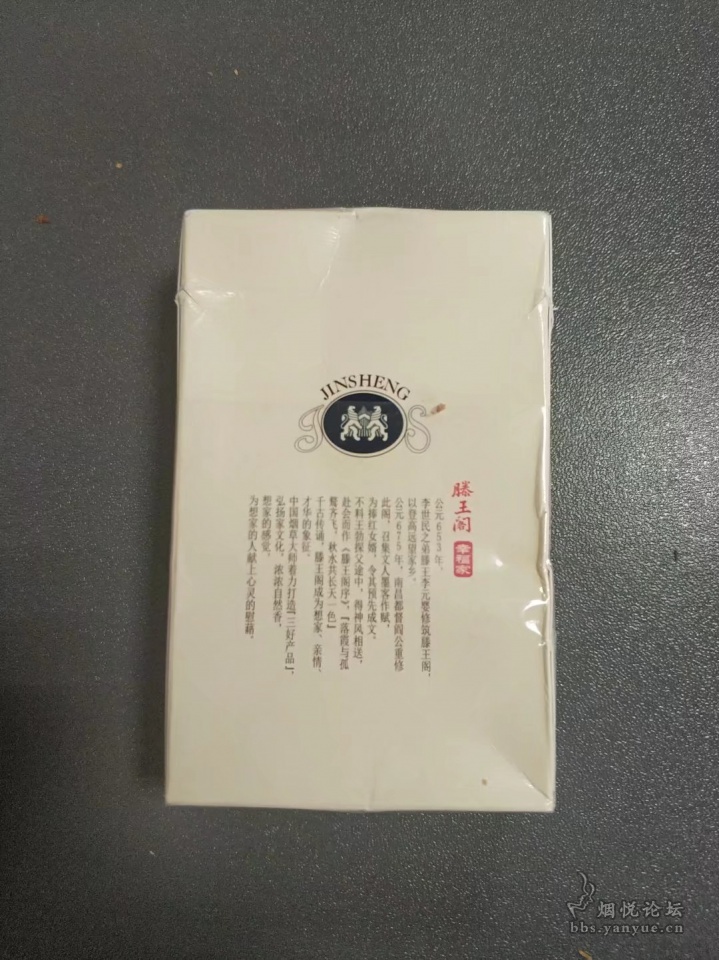 JINSHENG
JS
滕王阁
幸福家
公元653年,
李世民之弟滕王李元婴修筑滕王阁,
以登高远望家乡。
公元675年,南昌都督阎公重修
此阁,召集文人墨客作赋,
为捧红女婿,令其预先成文。
不料王勃探父途中,得神风相送,
赴会而作《滕王阁序》,『落霞与孤
鹜齐飞,秋水共长天一色』
千古传诵,滕王阁成为想家、亲情、
才华的象征。
中国烟草大师着力打造『三好产品』,
弘扬家文化,浓浓自然香,
想家的感觉,
为想家的人献上心灵的慰藉。
烟悦论坛
bbs.yanyue.cn